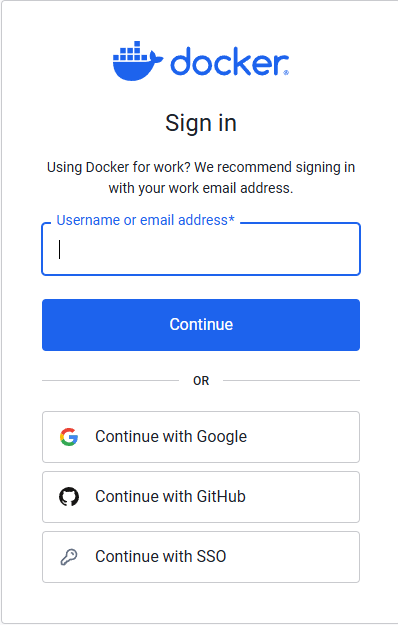 docker®
Sign in
Using Docker for work? We recommend signing in
with your work email address.
Username or email address*
Continue
OR
Continue with Google
Continue with GitHub
Continue with SSO